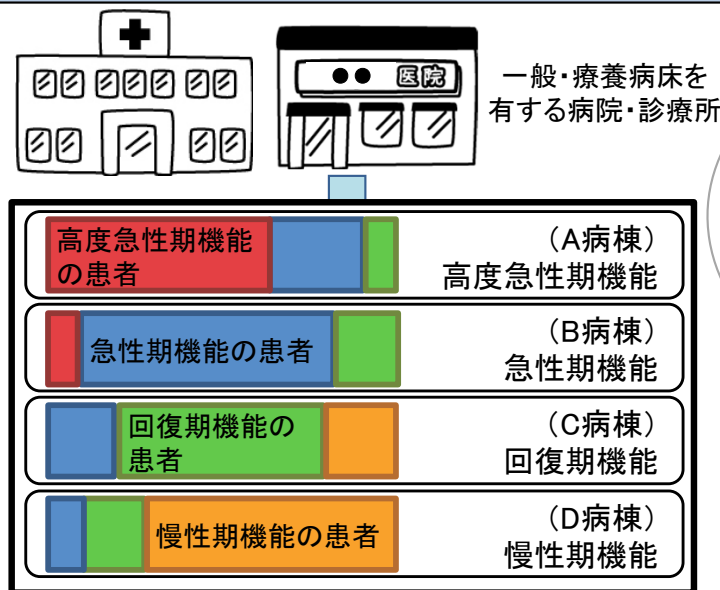 ●● 医院
一般・療養病床を
有する病院・診療所
高度急性期機能
の患者
（A病棟）
高度急性期機能
急性期機能の患者
（B病棟）
急性期機能
回復期機能の
患者
（C病棟）
回復期機能
慢性期機能の患者
（D病棟）
慢性期機能